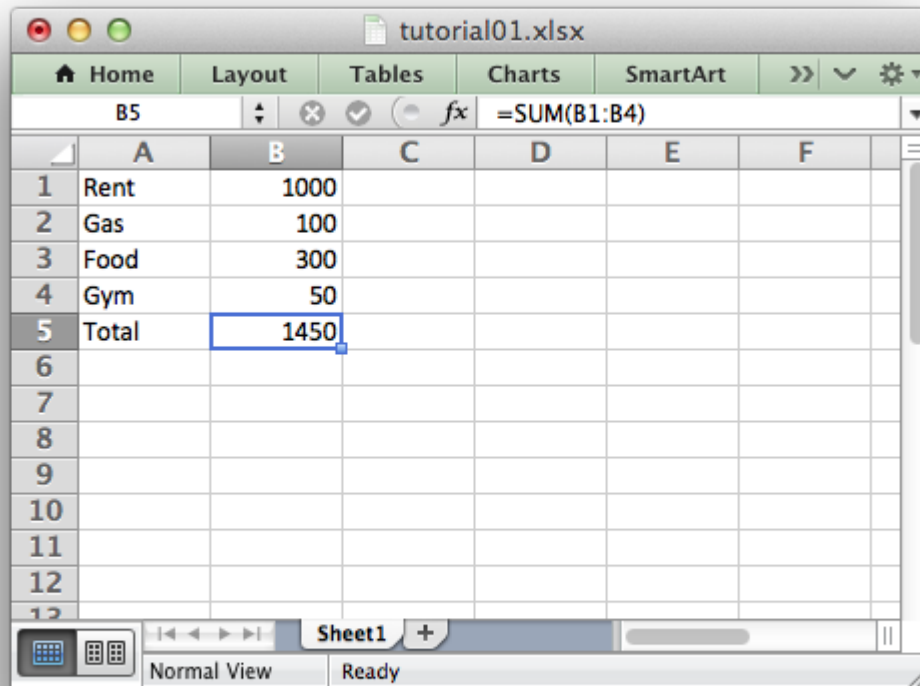 tutorial01.xlsx
Home Layout Tables Charts SmartArt
B5 fx =SUM(B1:B4)
A B C D E F
1 Rent 1000
2 Gas 100
3 Food 300
4 Gym 50
5 Total 1450
6
7
8
9
10
11
12
13
Sheet1 +
Normal View Ready